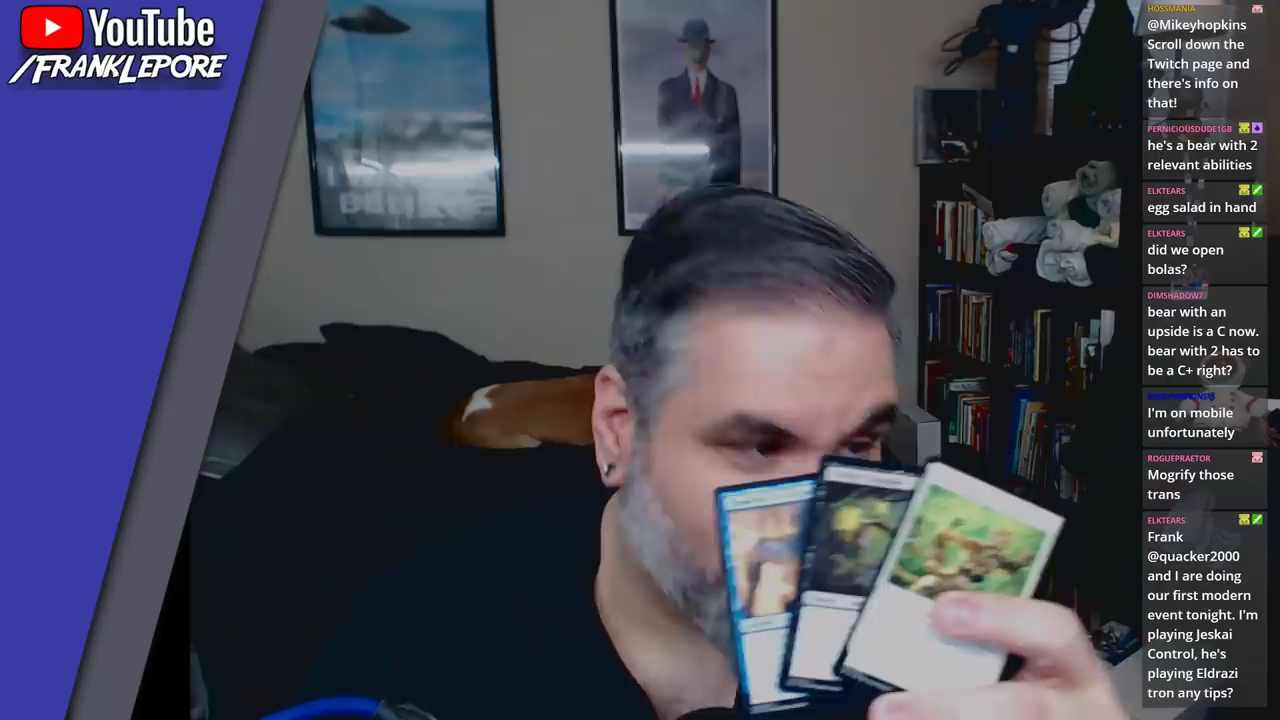 YouTube
/FRANKLEPORE
HOSSMANIA
@Mikeyhopkins
Scroll down the
Twitch page and
there's info on
that!
PERNICIOUSDUDE1GB
he's a bear with 2
relevant abilities
ELKTEARS
egg salad in hand
ELKTEARS
did we open
bolas?
DIMSHADOW7
bear with an
upside is a C now.
bear with 2 has to
be a C+ right?
I'm on mobile
unfortunately
ROGUEPRAETOR
Mogrify those
trans
ELKTEARS
Frank
@quacker2000
and I are doing
our first modern
event tonight. I'm
playing Jeskai
Control, he's
playing Eldrazi
tron any tips?